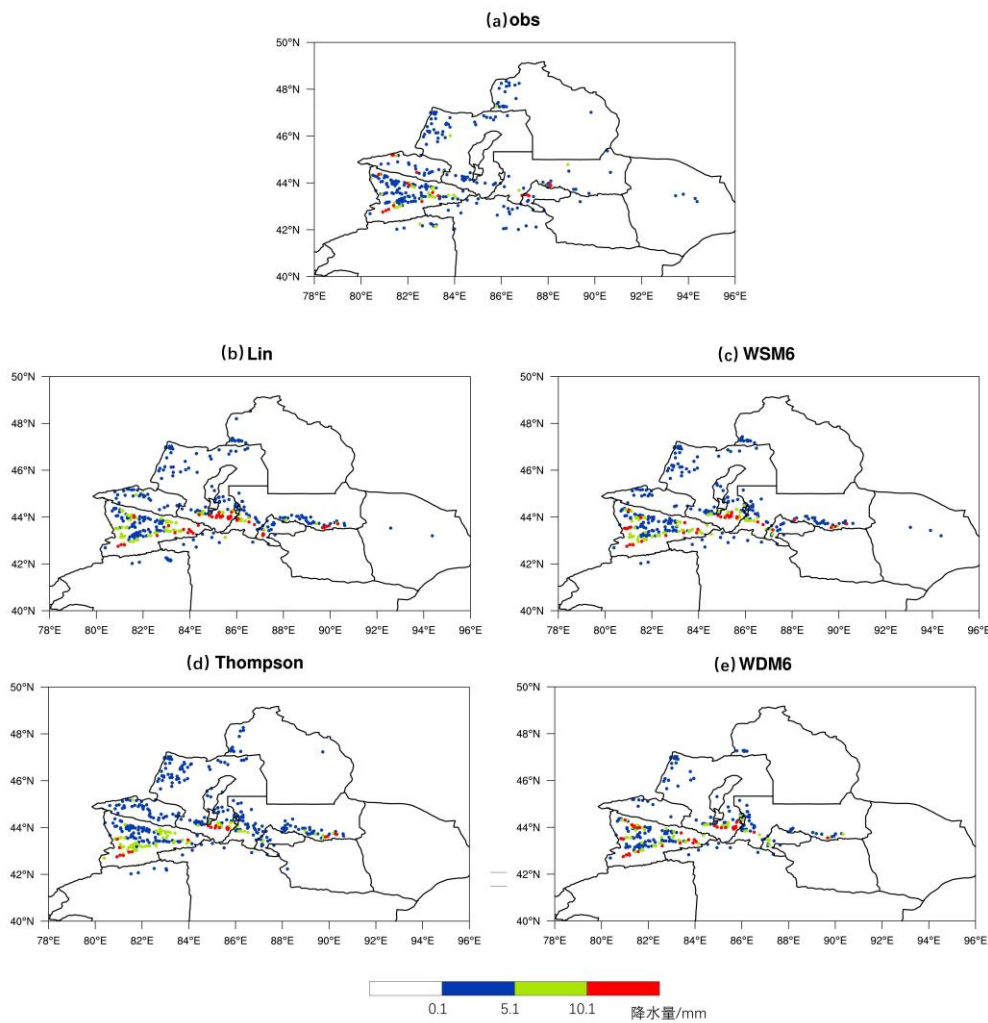 (a) obs
50°N
48°N
46°N
44°N
42°N
40°N
78°E 80°E 82°E 84°E 86°E 88°E 90°E 92°E 94°E 96°E
(b) Lin
50°N
48°N
46°N
44°N
42°N
40°N
78°E 80°E 82°E 84°E 86°E 88°E 90°E 92°E 94°E 96°E
(c) WSM6
50°N
48°N
46°N
44°N
42°N
40°N
78°E 80°E 82°E 84°E 86°E 88°E 90°E 92°E 94°E 96°E
(d) Thompson
50°N
48°N
46°N
44°N
42°N
40°N
78°E 80°E 82°E 84°E 86°E 88°E 90°E 92°E 94°E 96°E
(e) WDM6
50°N
48°N
46°N
44°N
42°N
40°N
78°E 80°E 82°E 84°E 86°E 88°E 90°E 92°E 94°E 96°E
0.1 5.1 10.1 降水量/mm